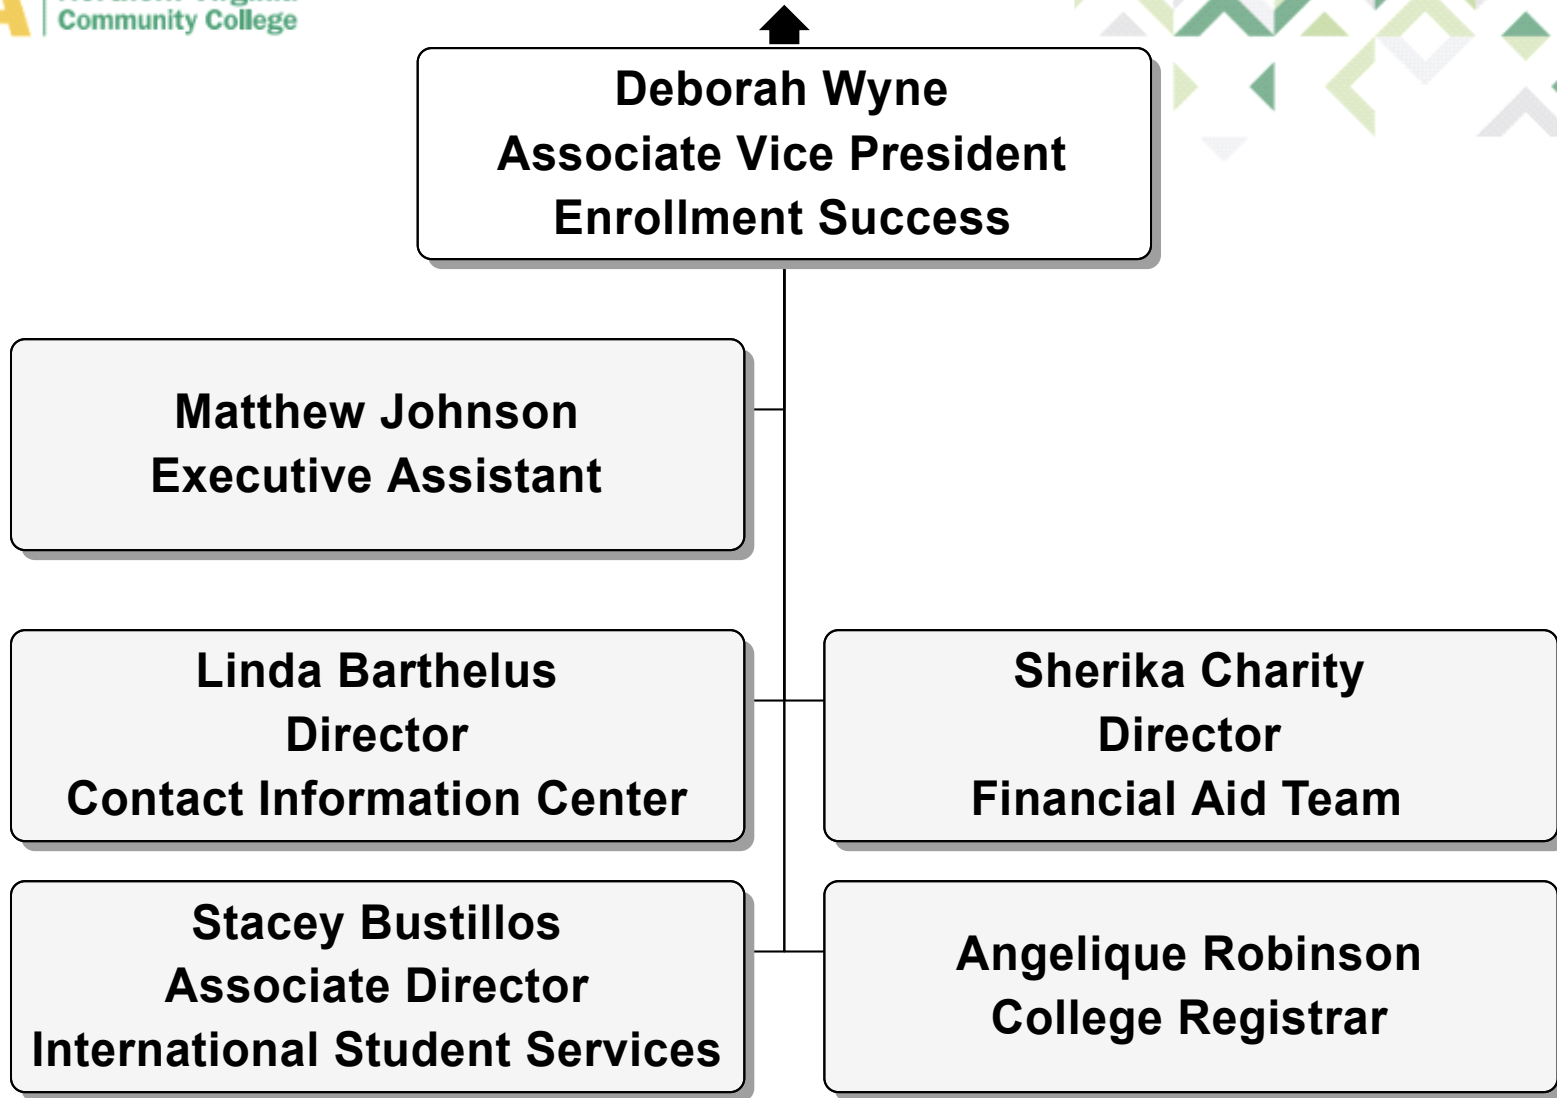 Community College
Deborah Wyne
Associate Vice President
Enrollment Success
Matthew Johnson
Executive Assistant
Linda Barthelus
Director
Contact Information Center
Sherika Charity
Director
Financial Aid Team
Stacey Bustillos
Associate Director
International Student Services
Angelique Robinson
College Registrar